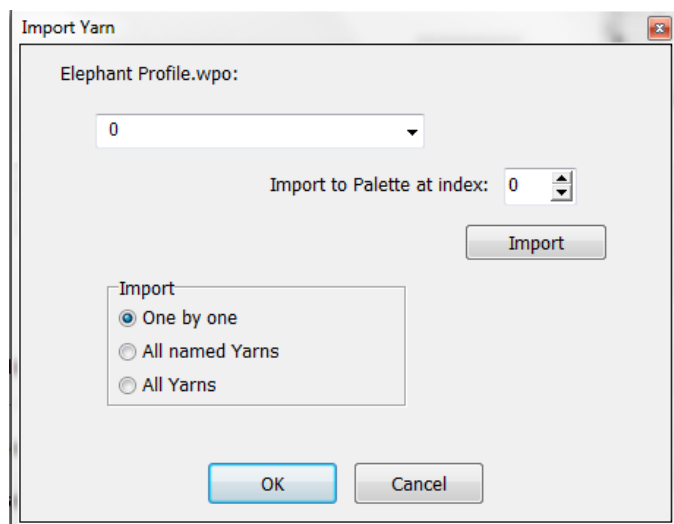 Import Yarn
Elephant Profile.wpo:
0
Import to Palette at index: 0
Import
Import
One by one
All named Yarns
All Yarns
OK Cancel